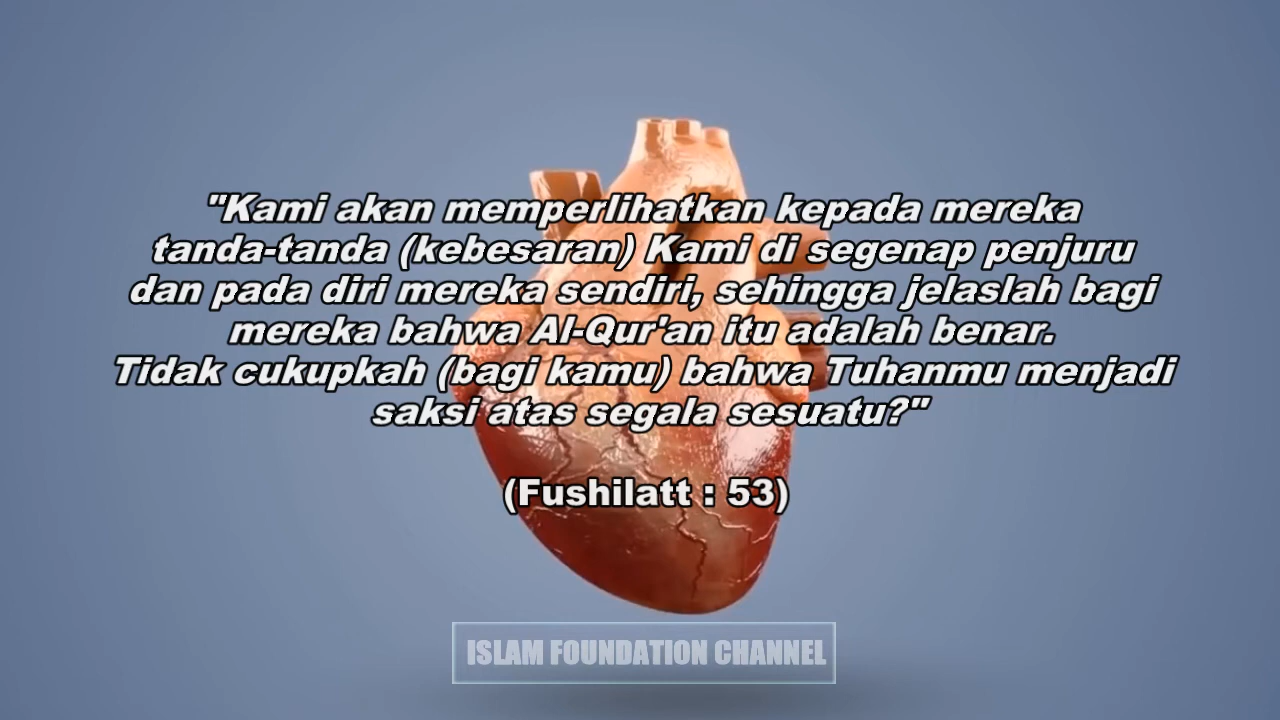 "Kami akan memperlihatkan kepada mereka
tanda-tanda (kebesaran) Kami di segenap penjuru
dan pada diri mereka sendiri, sehingga jelaslah bagi
mereka bahwa Al-Qur'an itu adalah benar.
Tidak cukupkah (bagi kamu) bahwa Tuhanmu menjadi
saksi atas segala sesuatu?"
(Fushilatt : 53)
ISLAM FOUNDATION CHANNEL